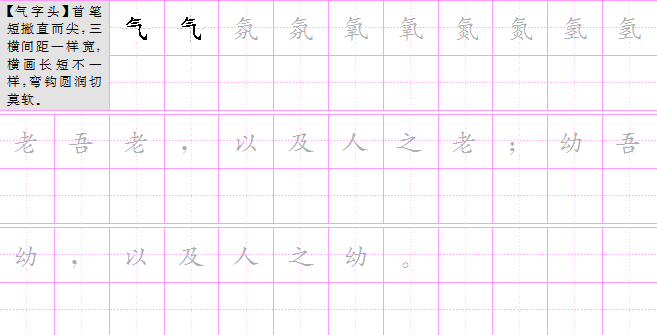 【气字头】首笔
短撇直而尖，三
横间距一样宽，
横画长短不一
样，弯钩圆润切
莫软．
气气氛氛氧氧氮氮氢氢
老吾老，以及人之老；幼吾
幼，以及人之幼。